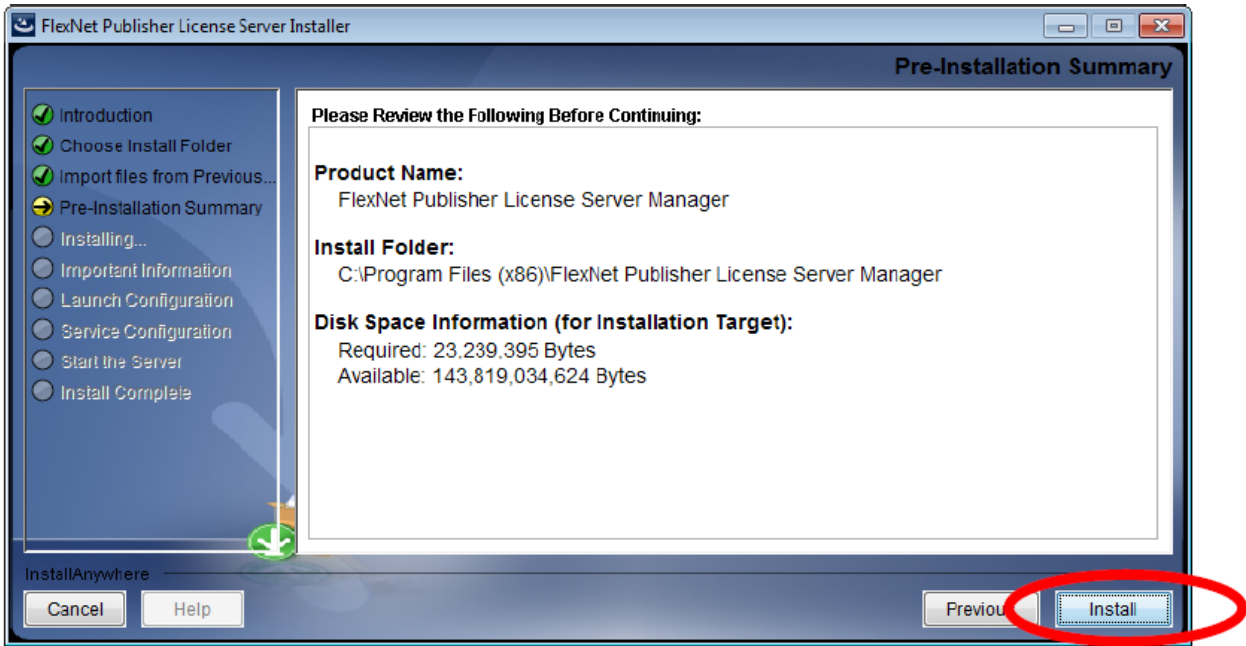 FlexNet Publisher License Server Installer
Pre-Installation Summary
Introduction
Choose Install Folder
Import files from Previous...
Pre-Installation Summary
Installing...
Important Information
Launch Configuration
Service Configuration
Start the Server
Install Complete
Please Review the Following Before Continuing:
Product Name:
FlexNet Publisher License Server Manager
Install Folder:
C:\Program Files (x86)\FlexNet Publisher License Server Manager
Disk Space Information (for Installation Target):
Required: 23,239,395 Bytes
Available: 143,819,034,624 Bytes
InstallAnywhere
Cancel
Help
Previou
Install